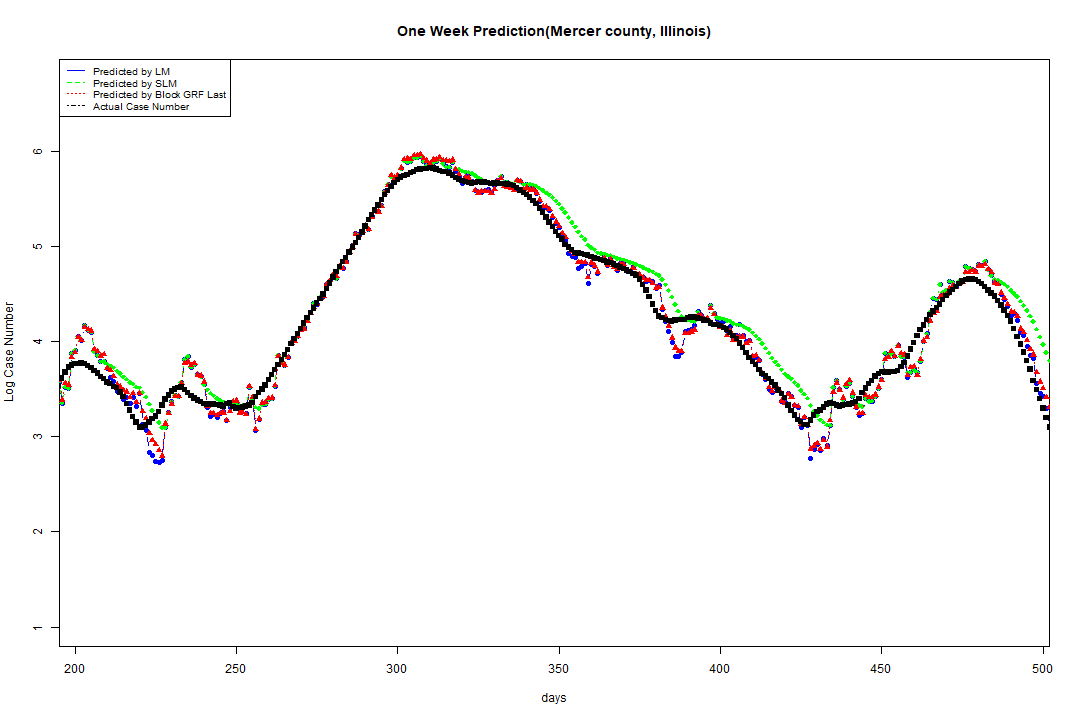 One Week Prediction(Mercer county, Illinois)
Predicted by LM
Predicted by SLM
Predicted by Block GRF Last
Actual Case Number
Log Case Number
6
5
4
3
2
1
200 250 300 350 400 450 500
days